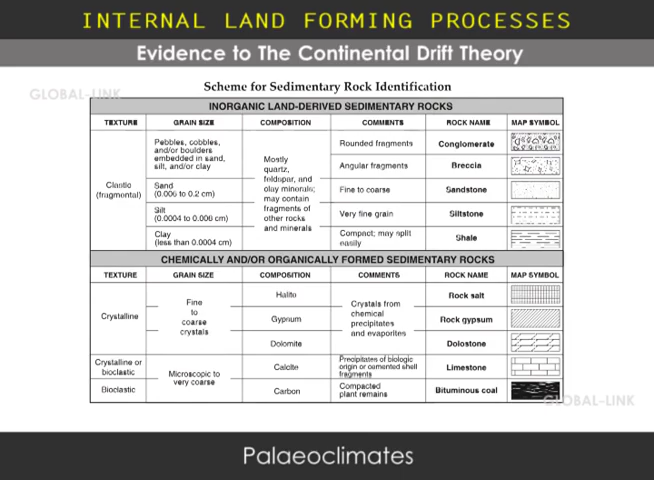 INTERNAL LAND FORMING PROCESSES
Evidence to The Continental Drift Theory
GLOBAL-LINK
Scheme for Sedimentary Rock Identification
INORGANIC LAND-DERIVED SEDIMENTARY ROCKS
TEXTURE GRAIN SIZE COMPOSITION COMMENTS ROCK NAME MAP SYMBOL
Clastic
(fragmental)
Pebbles, cobbles,
and/or boulders
embedded in sand,
silt, and/or clay
Sand
(0.006 to 0.2 cm)
Silt
(0.0004 to 0.006 cm)
Clay
(less than 0.0004 cm)
Mostly
quartz,
feldspar, and
clay minerals;
may contain
fragments of
other rocks
and minerals
Rounded fragments
Angular fragments
Fine to coarse
Very fine grain
Compact; may split
easily
Conglomerate
Breccia
Sandstone
Siltstone
Shale
CHEMICALLY AND/OR ORGANICALLY FORMED SEDIMENTARY ROCKS
TEXTURE GRAIN SIZE COMPOSITION COMMENTS ROCK NAME MAP SYMBOL
Crystalline
Fine
to
coarse
crystals
Halite
Gypsum
Dolomite
Crystals from
chemical
precipitates
and evaporites
Rock salt
Rock gypsum
Dolostone
Crystalline or
bioclastic
Microscopic to
very coarse
Calcite
Precipitates of biologic
origin or cemented shell
fragments
Limestone
Bioclastic
Carbon
Compacted
plant remains
Bituminous coal
GLOBAL-LINK
Palaeoclimates